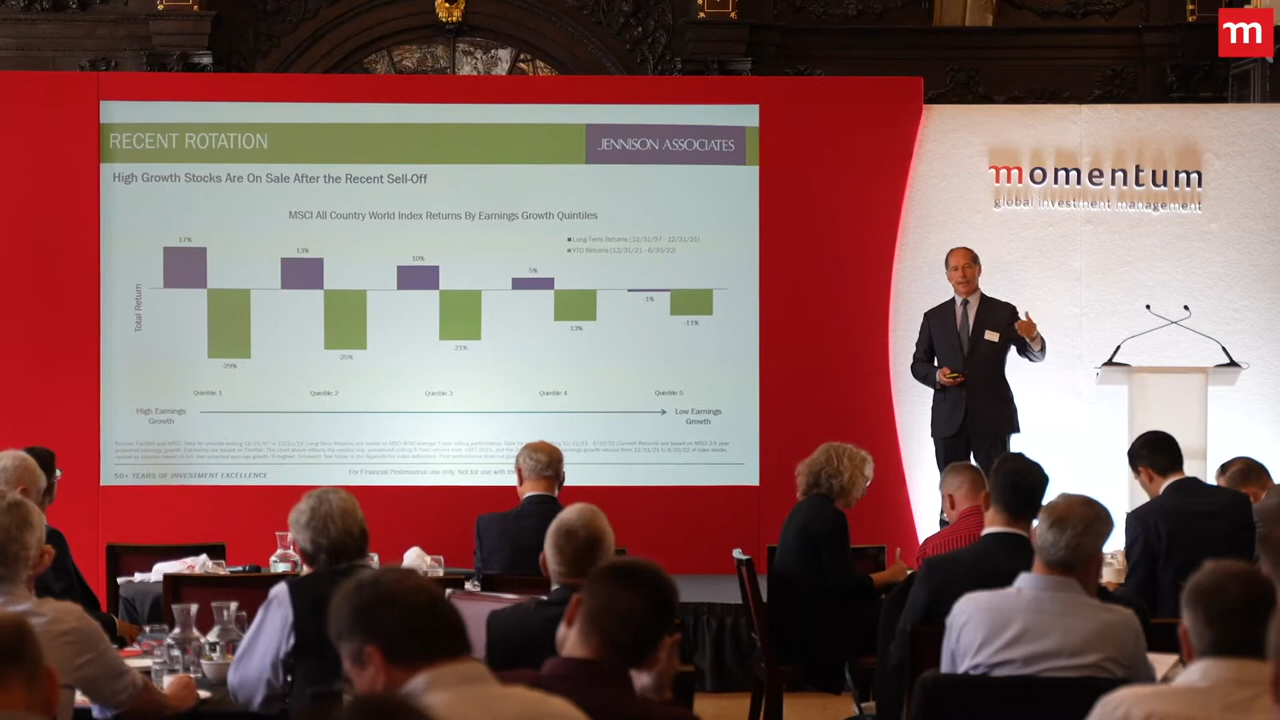 m
RECENT ROTATION
JENNISON ASSOCIATES
High Growth Stocks Are On Sale After the Recent Sell-Off
MSCI All Country World Index Returns By Earnings Growth Quintiles
Long Term Returns (12/31/97 - 12/31/21)
YTD Returns (12/31/21 - 6/30/22)
Total Return
17%
13%
10%
5%
-1%
-29%
-25%
-21%
-13%
-11%
Quintile 1
Quintile 2
Quintile 3
Quintile 4
Quintile 5
High Earnings
Growth
Low Earnings
Growth
50+ YEARS OF INVESTMENT EXCELLENCE
For Financial Professional use only. Not for use with
momentum
global investment management